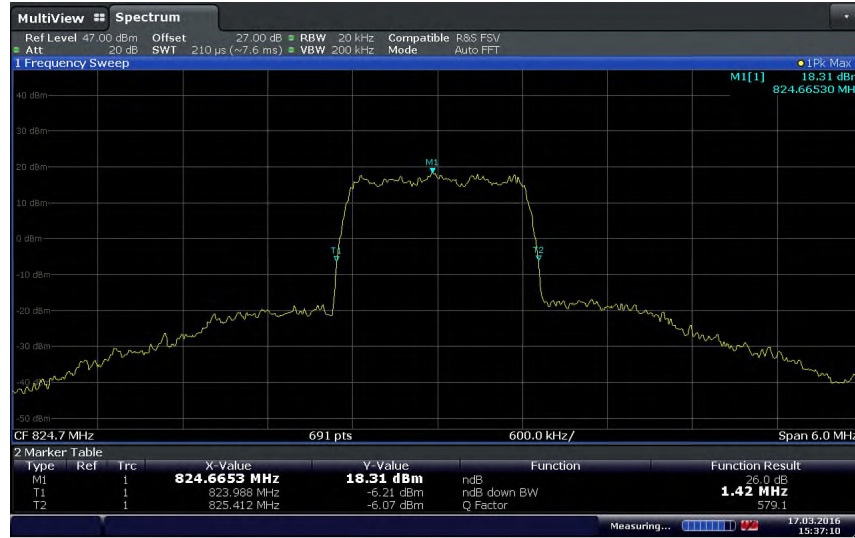 MultiView Spectrum
Ref Level 47.00 dBm Offset 27.00 dB RBW 20 kHz Compatible R&S FSV
Att 20 dB SWT 210 µs (~7.6 ms) VBW 200 kHz Mode Auto FFT
1 Frequency Sweep 1Pk Max
M1[1] 18.31 dBm
824.66530 MH
40 dBm
30 dBm
M1
20 dBm
10 dBm
0 dBm
T1 T2
-10 dBm
-20 dBm
-30 dBm
-40 dBm
-50 dBm
CF 824.7 MHz 691 pts 600.0 kHz/ Span 6.0 MHz
2 Marker Table
Type Ref Trc X-Value Y-Value Function Function Result
M1 1 824.6653 MHz 18.31 dBm ndB 26.0 dB
T1 1 823.988 MHz -6.21 dBm ndB down BW 1.42 MHz
T2 1 825.412 MHz -6.07 dBm Q Factor 579.1
Measuring... 17.03.2016
15:37:10